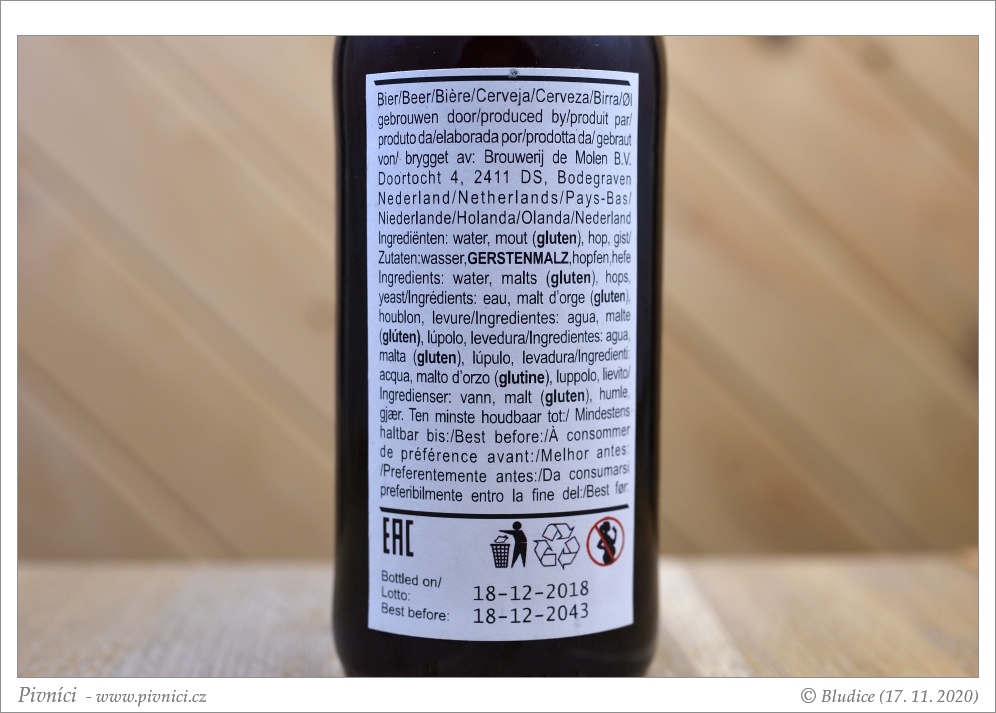 Bier/Beer/Bière/Cerveja/Cerveza/Birra/Øl
gebrouwen door/produced by/produit par/
produto da/elaborada por/prodotta da/gebraut
von/ brygget av: Brouwerij de Molen B.V.
Doortocht 4, 2411 DS, Bodegraven
Nederland/Netherlands/Pays-Bas/
Niederlande/Holanda/Olanda/Nederland
Ingrediënten: water, mout (gluten), hop, gist/
Zutaten:wasser,GERSTENMALZ,hopfen,hefe
Ingredients: water, malts (gluten), hops,
yeast/Ingrédients: eau, malt d'orge (gluten),
houblon, levure/Ingredientes: agua, malte
(glúten), lúpolo, levedura/Ingredientes: agua,
malta (gluten), lúpulo, levadura/Ingredienti:
acqua, malto d'orzo (glutine), luppolo, lievito/
Ingredienser: vann, malt (gluten), humle,
gjær. Ten minste houdbaar tot:/ Mindestens
haltbar bis:/Best before:/À consommer
de préférence avant:/Melhor antes:
/Preferentemente antes:/Da consumarsi
preferibilmente entro la fine del:/Best før:
EAC
Bottled on/
Lotto: 18-12-2018
Best before: 18-12-2043
Pivníci - www.pivnici.cz
© Bludice (17. 11. 2020)